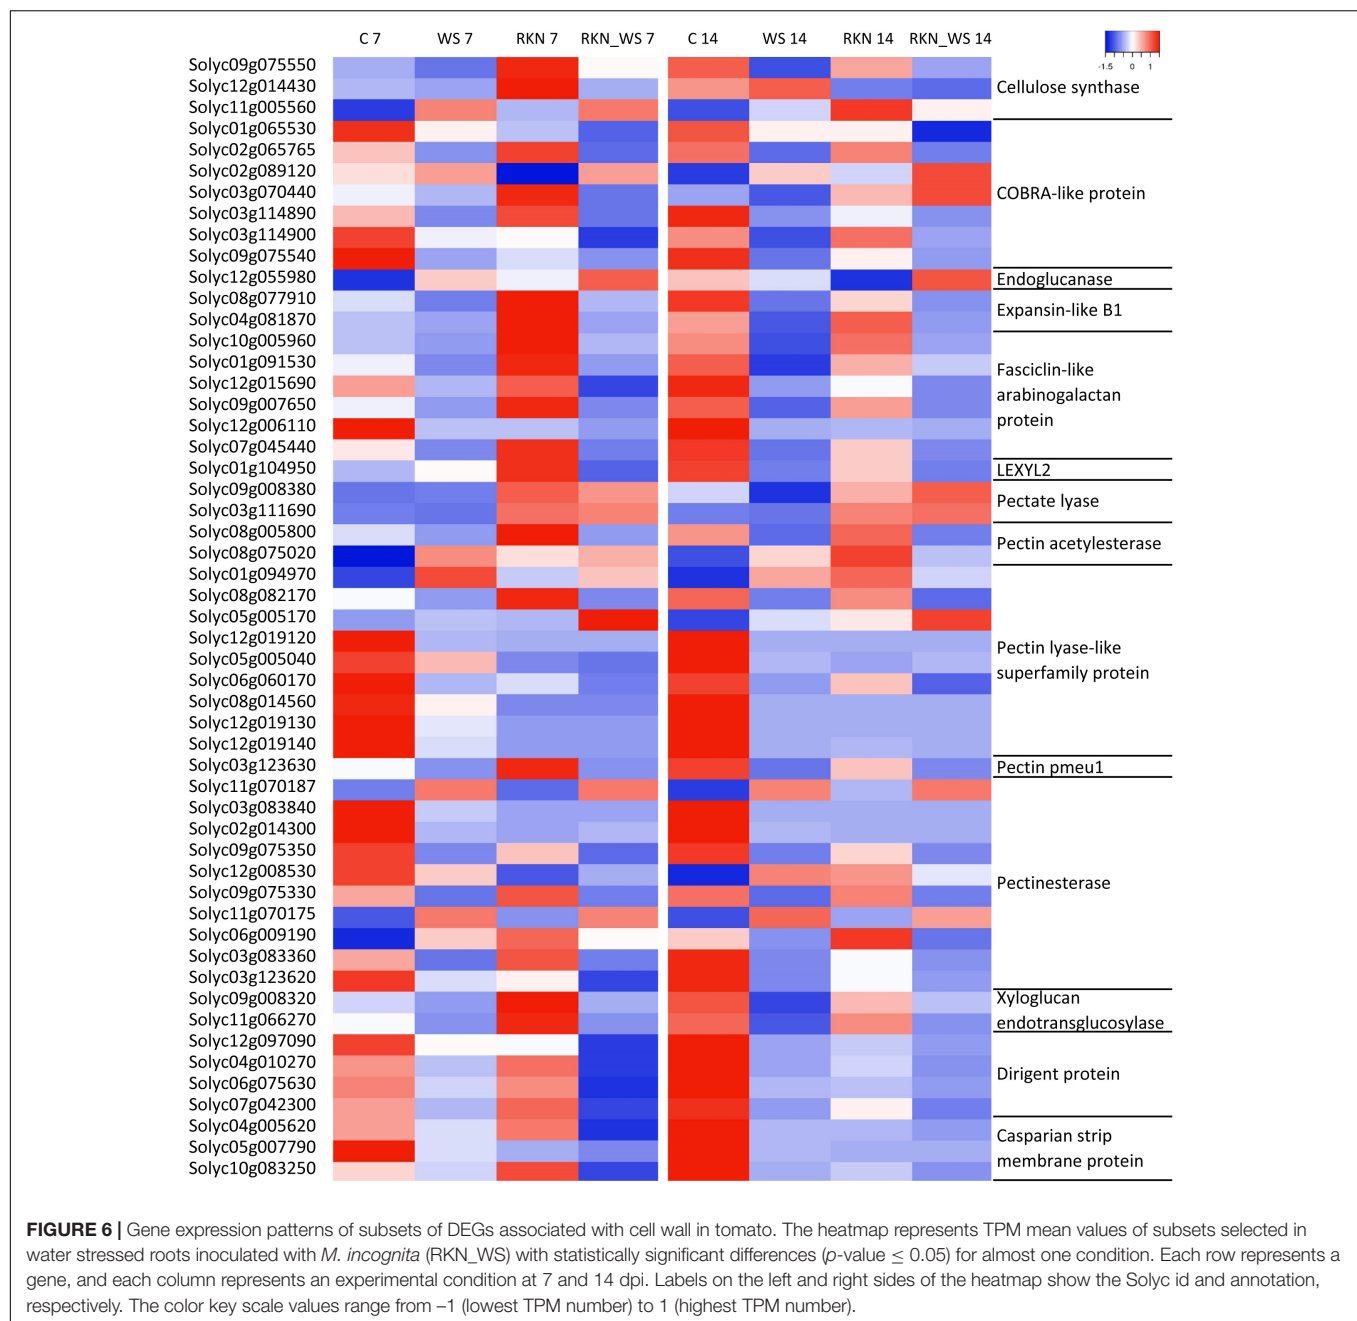 C 7 WS 7 RKN 7 RKN_WS 7 C 14 WS 14 RKN 14 RKN_WS 14
-1.5 0 1
Solyc09g075550
Solyc12g014430 Cellulose synthase
Solyc11g005560
Solyc01g065530
Solyc02g065765
Solyc02g089120
Solyc03g070440 COBRA-like protein
Solyc03g114890
Solyc03g114900
Solyc09g075540
Solyc12g055980 Endoglucanase
Solyc08g077910
Solyc04g081870 Expansin-like B1
Solyc10g005960
Solyc01g091530 Fasciclin-like
Solyc12g015690 arabinogalactan
Solyc09g007650 protein
Solyc12g006110
Solyc07g045440
Solyc01g104950 LEXYL2
Solyc09g008380
Solyc03g111690 Pectate lyase
Solyc08g005800
Solyc08g075020 Pectin acetylesterase
Solyc01g094970
Solyc08g082170
Solyc05g005170
Solyc12g019120 Pectin lyase-like
Solyc05g005040 superfamily protein
Solyc06g060170
Solyc08g014560
Solyc12g019130
Solyc12g019140
Solyc03g123630 Pectin pmeu1
Solyc11g070187
Solyc03g083840
Solyc02g014300
Solyc09g075350
Solyc12g008530 Pectinesterase
Solyc09g075330
Solyc11g070175
Solyc06g009190
Solyc03g083360
Solyc03g123620
Solyc09g008320 Xyloglucan
Solyc11g066270 endotransglucosylase
Solyc12g097090
Solyc04g010270
Solyc06g075630 Dirigent protein
Solyc07g042300
Solyc04g005620 Casparian strip
Solyc05g007790 membrane protein
Solyc10g083250
FIGURE 6 | Gene expression patterns of subsets of DEGs associated with cell wall in tomato. The heatmap represents TPM mean values of subsets selected in
water stressed roots inoculated with M. incognita (RKN_WS) with statistically significant differences (p-value ≤ 0.05) for almost one condition. Each row represents a
gene, and each column represents an experimental condition at 7 and 14 dpi. Labels on the left and right sides of the heatmap show the Solyc id and annotation,
respectively. The color key scale values range from –1 (lowest TPM number) to 1 (highest TPM number).